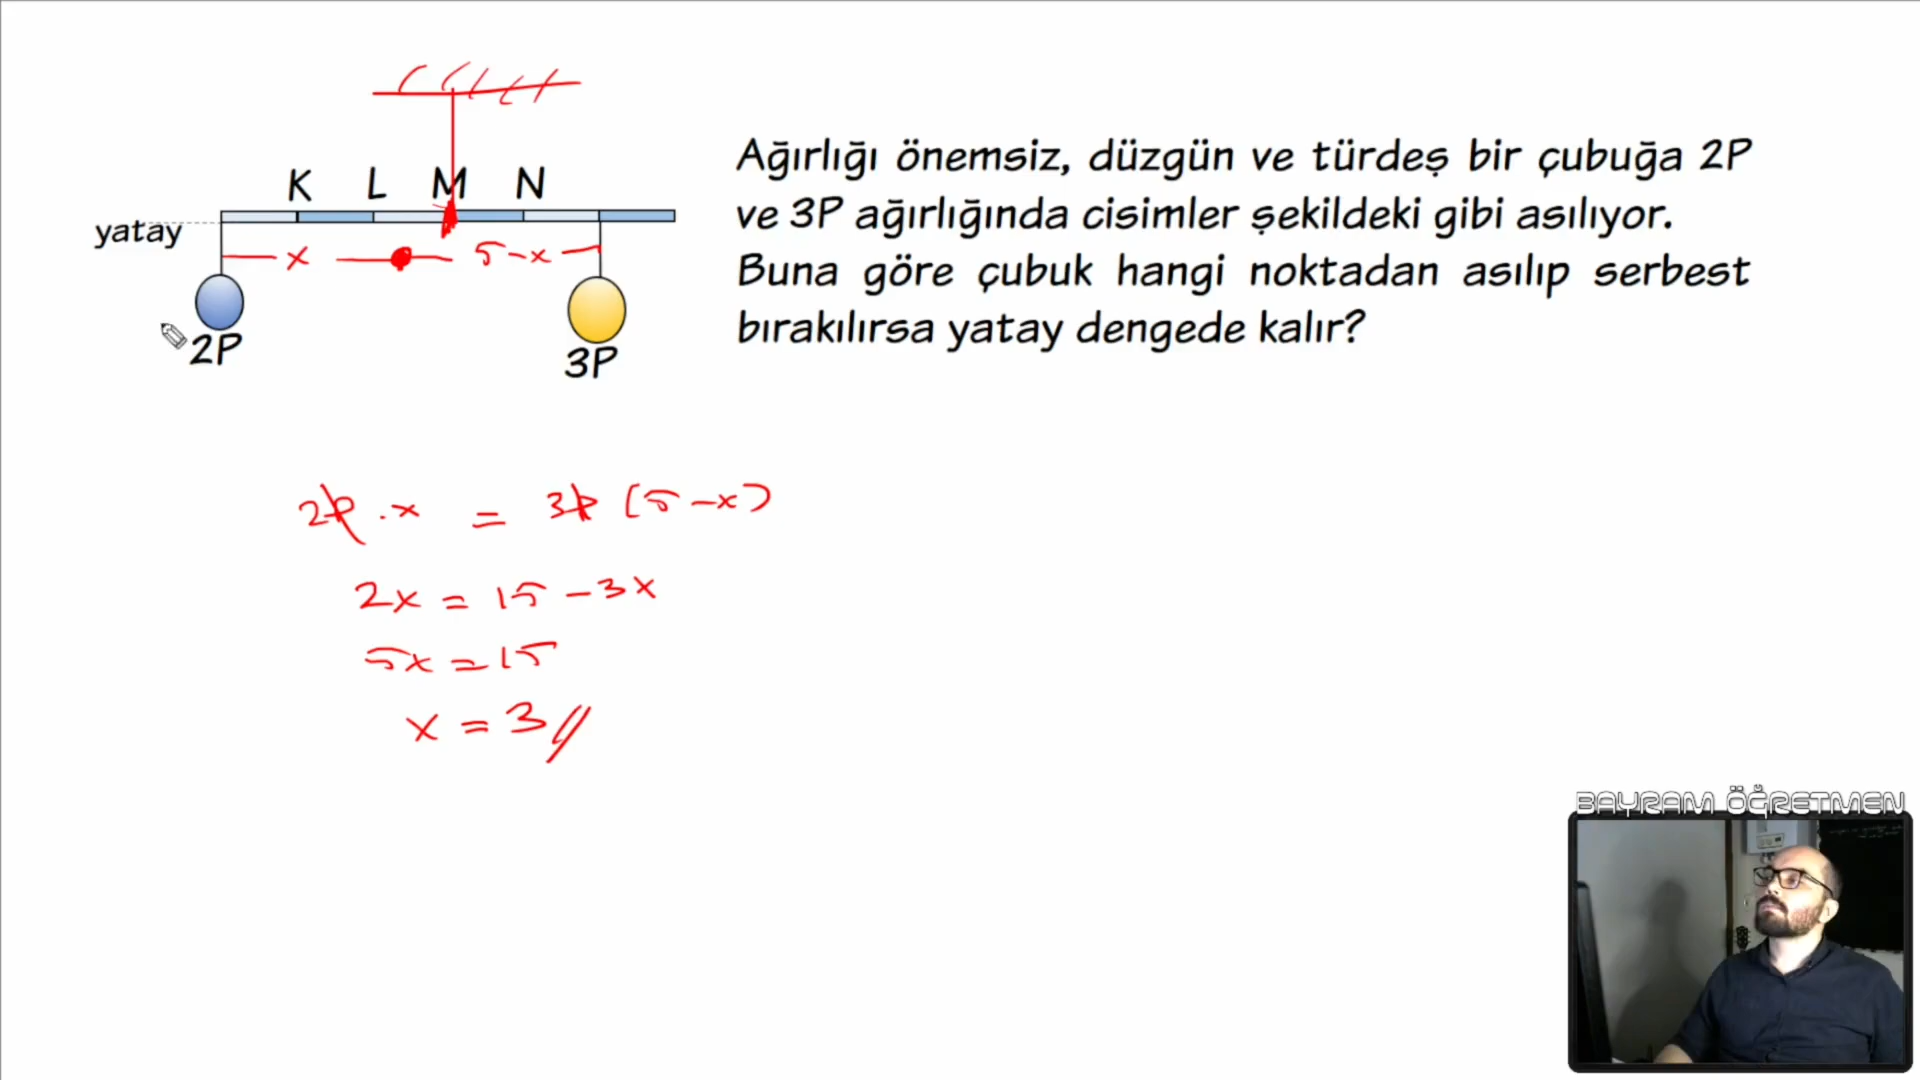 K L M N
yatay
x 5-x
2P
3P
Ağırlığı önemsiz, düzgün ve türdeş bir çubuğa 2P
ve 3P ağırlığında cisimler şekildeki gibi asılıyor.
Buna göre çubuk hangi noktadan asılıp serbest
bırakılırsa yatay dengede kalır?
2P . x = 3P (5-x)
2x = 15 - 3x
5x = 15
x = 3 //
BAYRAM ÖĞRETMEN